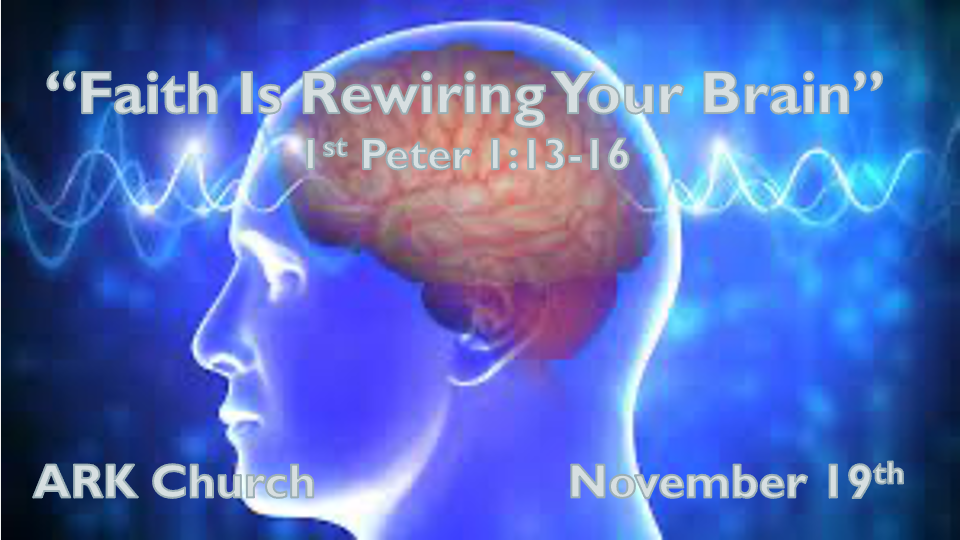 “Faith Is Rewiring Your Brain”
1st Peter 1:13-16
ARK Church
November 19th